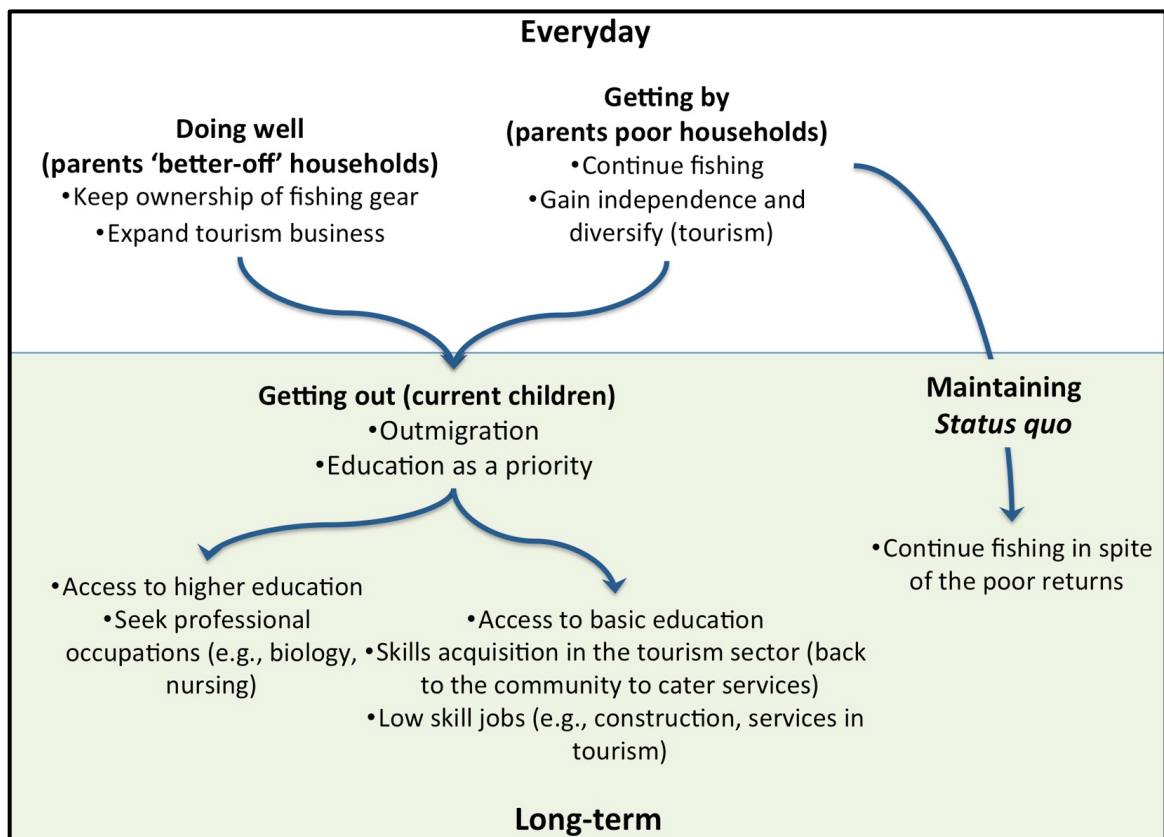 Everyday
Doing well
(parents ‘better-off’ households)
•Keep ownership of fishing gear
•Expand tourism business
Getting by
(parents poor households)
•Continue fishing
•Gain independence and
diversify (tourism)
Getting out (current children)
•Outmigration
•Education as a priority
Maintaining
Status quo
•Access to higher education
•Seek professional
occupations (e.g., biology,
nursing)
•Access to basic education
•Skills acquisition in the tourism sector (back
to the community to cater services)
•Low skill jobs (e.g., construction, services in
tourism)
•Continue fishing in spite
of the poor returns
Long-term